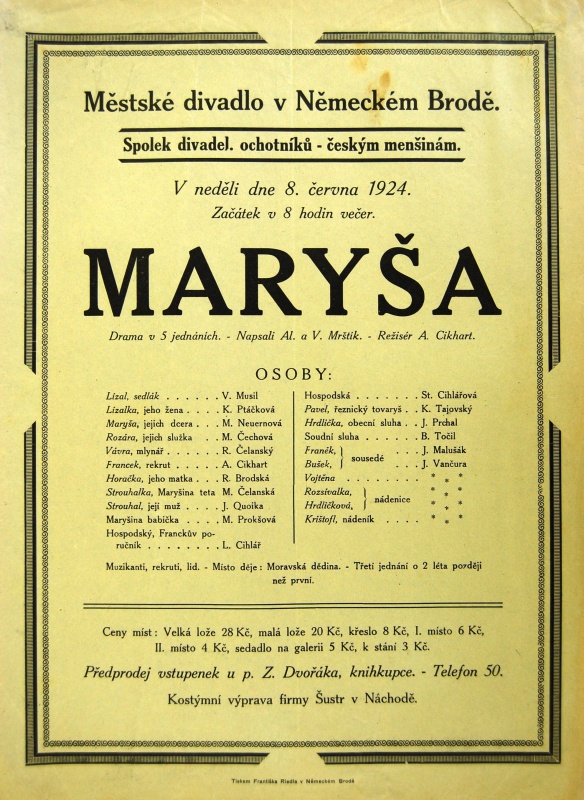 Městské divadlo v Německém Brodě.
Spolek divadel. ochotníků - českým menšinám.
V neděli dne 8. června 1924.
Začátek v 8 hodin večer.
MARYŠA
Drama v 5 jednáních. - Napsali Al. a V. Mrštik. - Režisér A. Cikhart.
OSOBY:
Lízal, sedlák . . . . . . V. Musil
Lízalka, jeho žena . . . . K. Ptáčková
Maryša, jejich dcera . . . M. Neuernová
Rozára, jejich služka . . M. Čechová
Vávra, mlynář . . . . . . R. Čelanský
Francek, rekrut . . . . . A. Cikhart
Horačka, jeho matka . . . R. Brodská
Strouhalka, Maryšina teta M. Čelanská
Strouhal, její muž . . . . J. Quoika
Maryšina babička . . . . M. Prokšová
Hospodský, Franckův po-
ručník . . . . . . . . L. Cihlář
Hospodská . . . . . . . St. Cihlářová
Pavel, řeznický tovaryš . . K. Tajovský
Hrdlička, obecní sluha . . J. Prchal
Soudní sluha . . . . . . B. Točil
Franěk, } sousedé . . J. Malušák
Bušek, } . . J. Vančura
Vojtěna . . . . . . . . * * *
Rozsívalka, } nádenice * * *
Hrdličková, } * * *
Krištofl, nádeník . . . . * * *
Muzikanti, rekruti, lid. - Místo děje: Moravská dědina. - Třetí jednání o 2 léta později
než první.
Ceny míst: Velká lože 28 Kč, malá lože 20 Kč, křeslo 8 Kč, I. místo 6 Kč,
II. místo 4 Kč, sedadlo na galerii 5 Kč, k stání 3 Kč.
Předprodej vstupenek u p. Z. Dvořáka, knihkupce. - Telefon 50.
Kostýmní výprava firmy Šustr v Náchodě.
Tiskem Františka Riedla v Německém Brodě